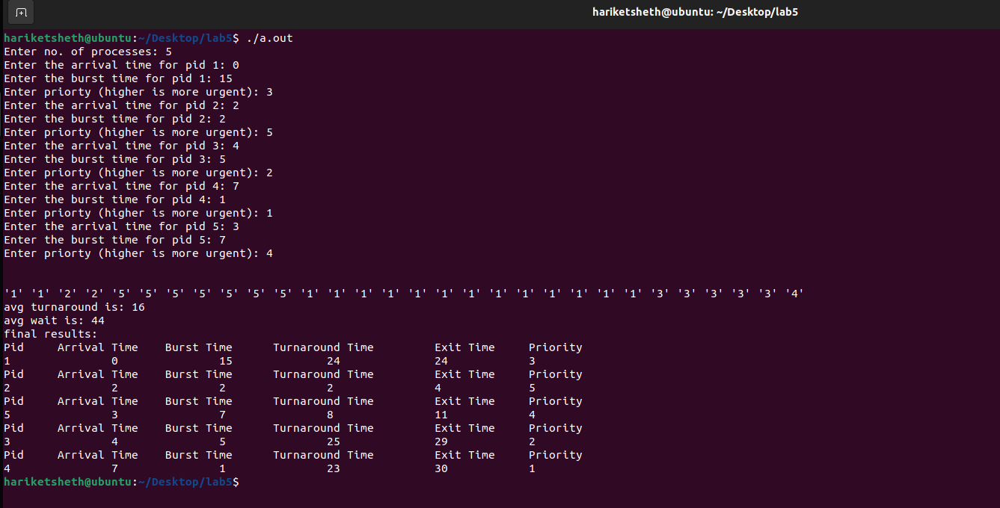 hariketsheth@ubuntu: ~/Desktop/lab5
hariketsheth@ubuntu:~/Desktop/lab5$ ./a.out
Enter no. of processes: 5
Enter the arrival time for pid 1: 0
Enter the burst time for pid 1: 15
Enter priorty (higher is more urgent): 3
Enter the arrival time for pid 2: 2
Enter the burst time for pid 2: 2
Enter priorty (higher is more urgent): 5
Enter the arrival time for pid 3: 4
Enter the burst time for pid 3: 5
Enter priorty (higher is more urgent): 2
Enter the arrival time for pid 4: 7
Enter the burst time for pid 4: 1
Enter priorty (higher is more urgent): 1
Enter the arrival time for pid 5: 3
Enter the burst time for pid 5: 7
Enter priorty (higher is more urgent): 4
'1' '1' '2' '2' '5' '5' '5' '5' '5' '5' '5' '1' '1' '1' '1' '1' '1' '1' '1' '1' '1' '1' '1' '1' '3' '3' '3' '3' '3' '4'
avg turnaround is: 16
avg wait is: 44
final results:
Pid Arrival Time Burst Time Turnaround Time Exit Time Priority
1 0 15 24 24 3
Pid Arrival Time Burst Time Turnaround Time Exit Time Priority
2 2 2 2 4 5
Pid Arrival Time Burst Time Turnaround Time Exit Time Priority
5 3 7 8 11 4
Pid Arrival Time Burst Time Turnaround Time Exit Time Priority
3 4 5 25 29 2
Pid Arrival Time Burst Time Turnaround Time Exit Time Priority
4 7 1 23 30 1
hariketsheth@ubuntu:~/Desktop/lab5$